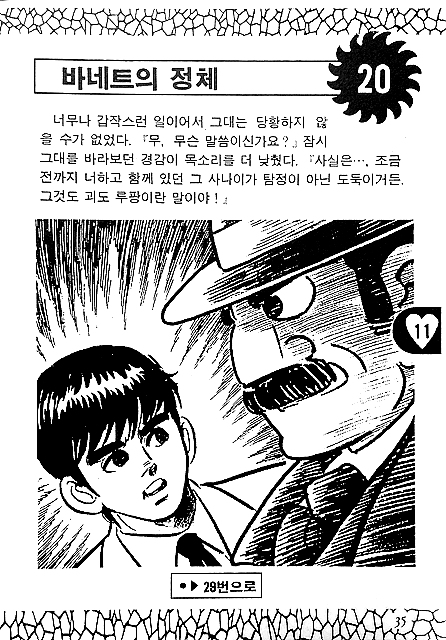 바네트의 정체
20
너무나 갑작스런 일이어서 그대는 당황하지 않
을 수가 없었다. 『무, 무슨 말씀이신가요?』 잠시
그대를 바라보던 경감이 목소리를 더 낮췄다. 『사실은…, 조금
전까지 너하고 함께 있던 그 사나이가 탐정이 아닌 도둑이거든.
그것도 괴도 루팡이란 말이야!』
11
●▶ 29번으로
35